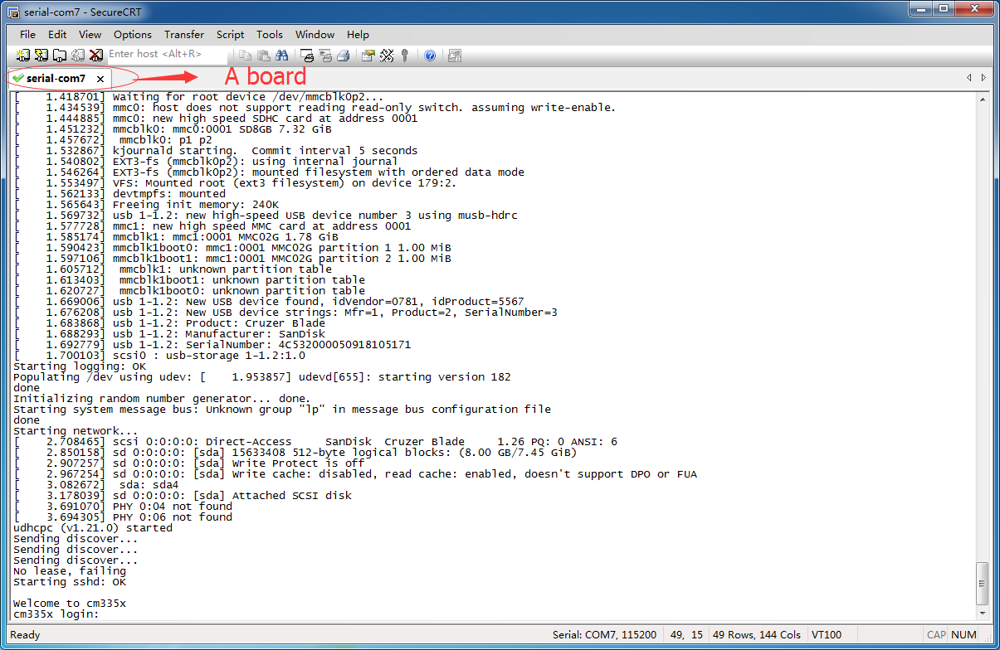 serial-com7 - SecureCRT
File Edit View Options Transfer Script Tools Window Help
Enter host <Alt+R>
serial-com7 x
A board
[    1.418701] Waiting for root device /dev/mmcblk0p2...
[    1.434539] mmc0: host does not support reading read-only switch. assuming write-enable.
[    1.444885] mmc0: new high speed SDHC card at address 0001
[    1.451232] mmcblk0: mmc0:0001 SD8GB 7.32 GiB
[    1.457672]  mmcblk0: p1 p2
[    1.532867] kjournald starting.  Commit interval 5 seconds
[    1.540802] EXT3-fs (mmcblk0p2): using internal journal
[    1.546264] EXT3-fs (mmcblk0p2): mounted filesystem with ordered data mode
[    1.553497] VFS: Mounted root (ext3 filesystem) on device 179:2.
[    1.562133] devtmpfs: mounted
[    1.565643] Freeing init memory: 240K
[    1.569732] usb 1-1.2: new high-speed USB device number 3 using musb-hdrc
[    1.577728] mmc1: new high speed MMC card at address 0001
[    1.585174] mmcblk1: mmc1:0001 MMC02G 1.78 GiB
[    1.590423] mmcblk1boot0: mmc1:0001 MMC02G partition 1 1.00 MiB
[    1.597106] mmcblk1boot1: mmc1:0001 MMC02G partition 2 1.00 MiB
[    1.605712]  mmcblk1: unknown partition table
[    1.613403]  mmcblk1boot1: unknown partition table
[    1.620727]  mmcblk1boot0: unknown partition table
[    1.669006] usb 1-1.2: New USB device found, idVendor=0781, idProduct=5567
[    1.676208] usb 1-1.2: New USB device strings: Mfr=1, Product=2, SerialNumber=3
[    1.683868] usb 1-1.2: Product: Cruzer Blade
[    1.688293] usb 1-1.2: Manufacturer: SanDisk
[    1.692779] usb 1-1.2: SerialNumber: 4C532000050918105171
[    1.700103] scsi0 : usb-storage 1-1.2:1.0
Starting logging: OK
Populating /dev using udev: [    1.953857] udevd[655]: starting version 182
done
Initializing random number generator... done.
Starting system message bus: Unknown group "lp" in message bus configuration file
done
Starting network...
[    2.708465] scsi 0:0:0:0: Direct-Access     SanDisk  Cruzer Blade     1.26 PQ: 0 ANSI: 6
[    2.850158] sd 0:0:0:0: [sda] 15633408 512-byte logical blocks: (8.00 GB/7.45 GiB)
[    2.907257] sd 0:0:0:0: [sda] Write Protect is off
[    2.967254] sd 0:0:0:0: [sda] Write cache: disabled, read cache: enabled, doesn't support DPO or FUA
[    3.082672]  sda: sda4
[    3.178039] sd 0:0:0:0: [sda] Attached SCSI disk
[    3.691070] PHY 0:04 not found
[    3.694305] PHY 0:06 not found
udhcpc (v1.21.0) started
Sending discover...
Sending discover...
Sending discover...
No lease, failing
Starting sshd: OK
Welcome to cm335x
cm335x login:
Ready Serial: COM7, 115200 49, 15 49 Rows, 144 Cols VT100 CAP NUM